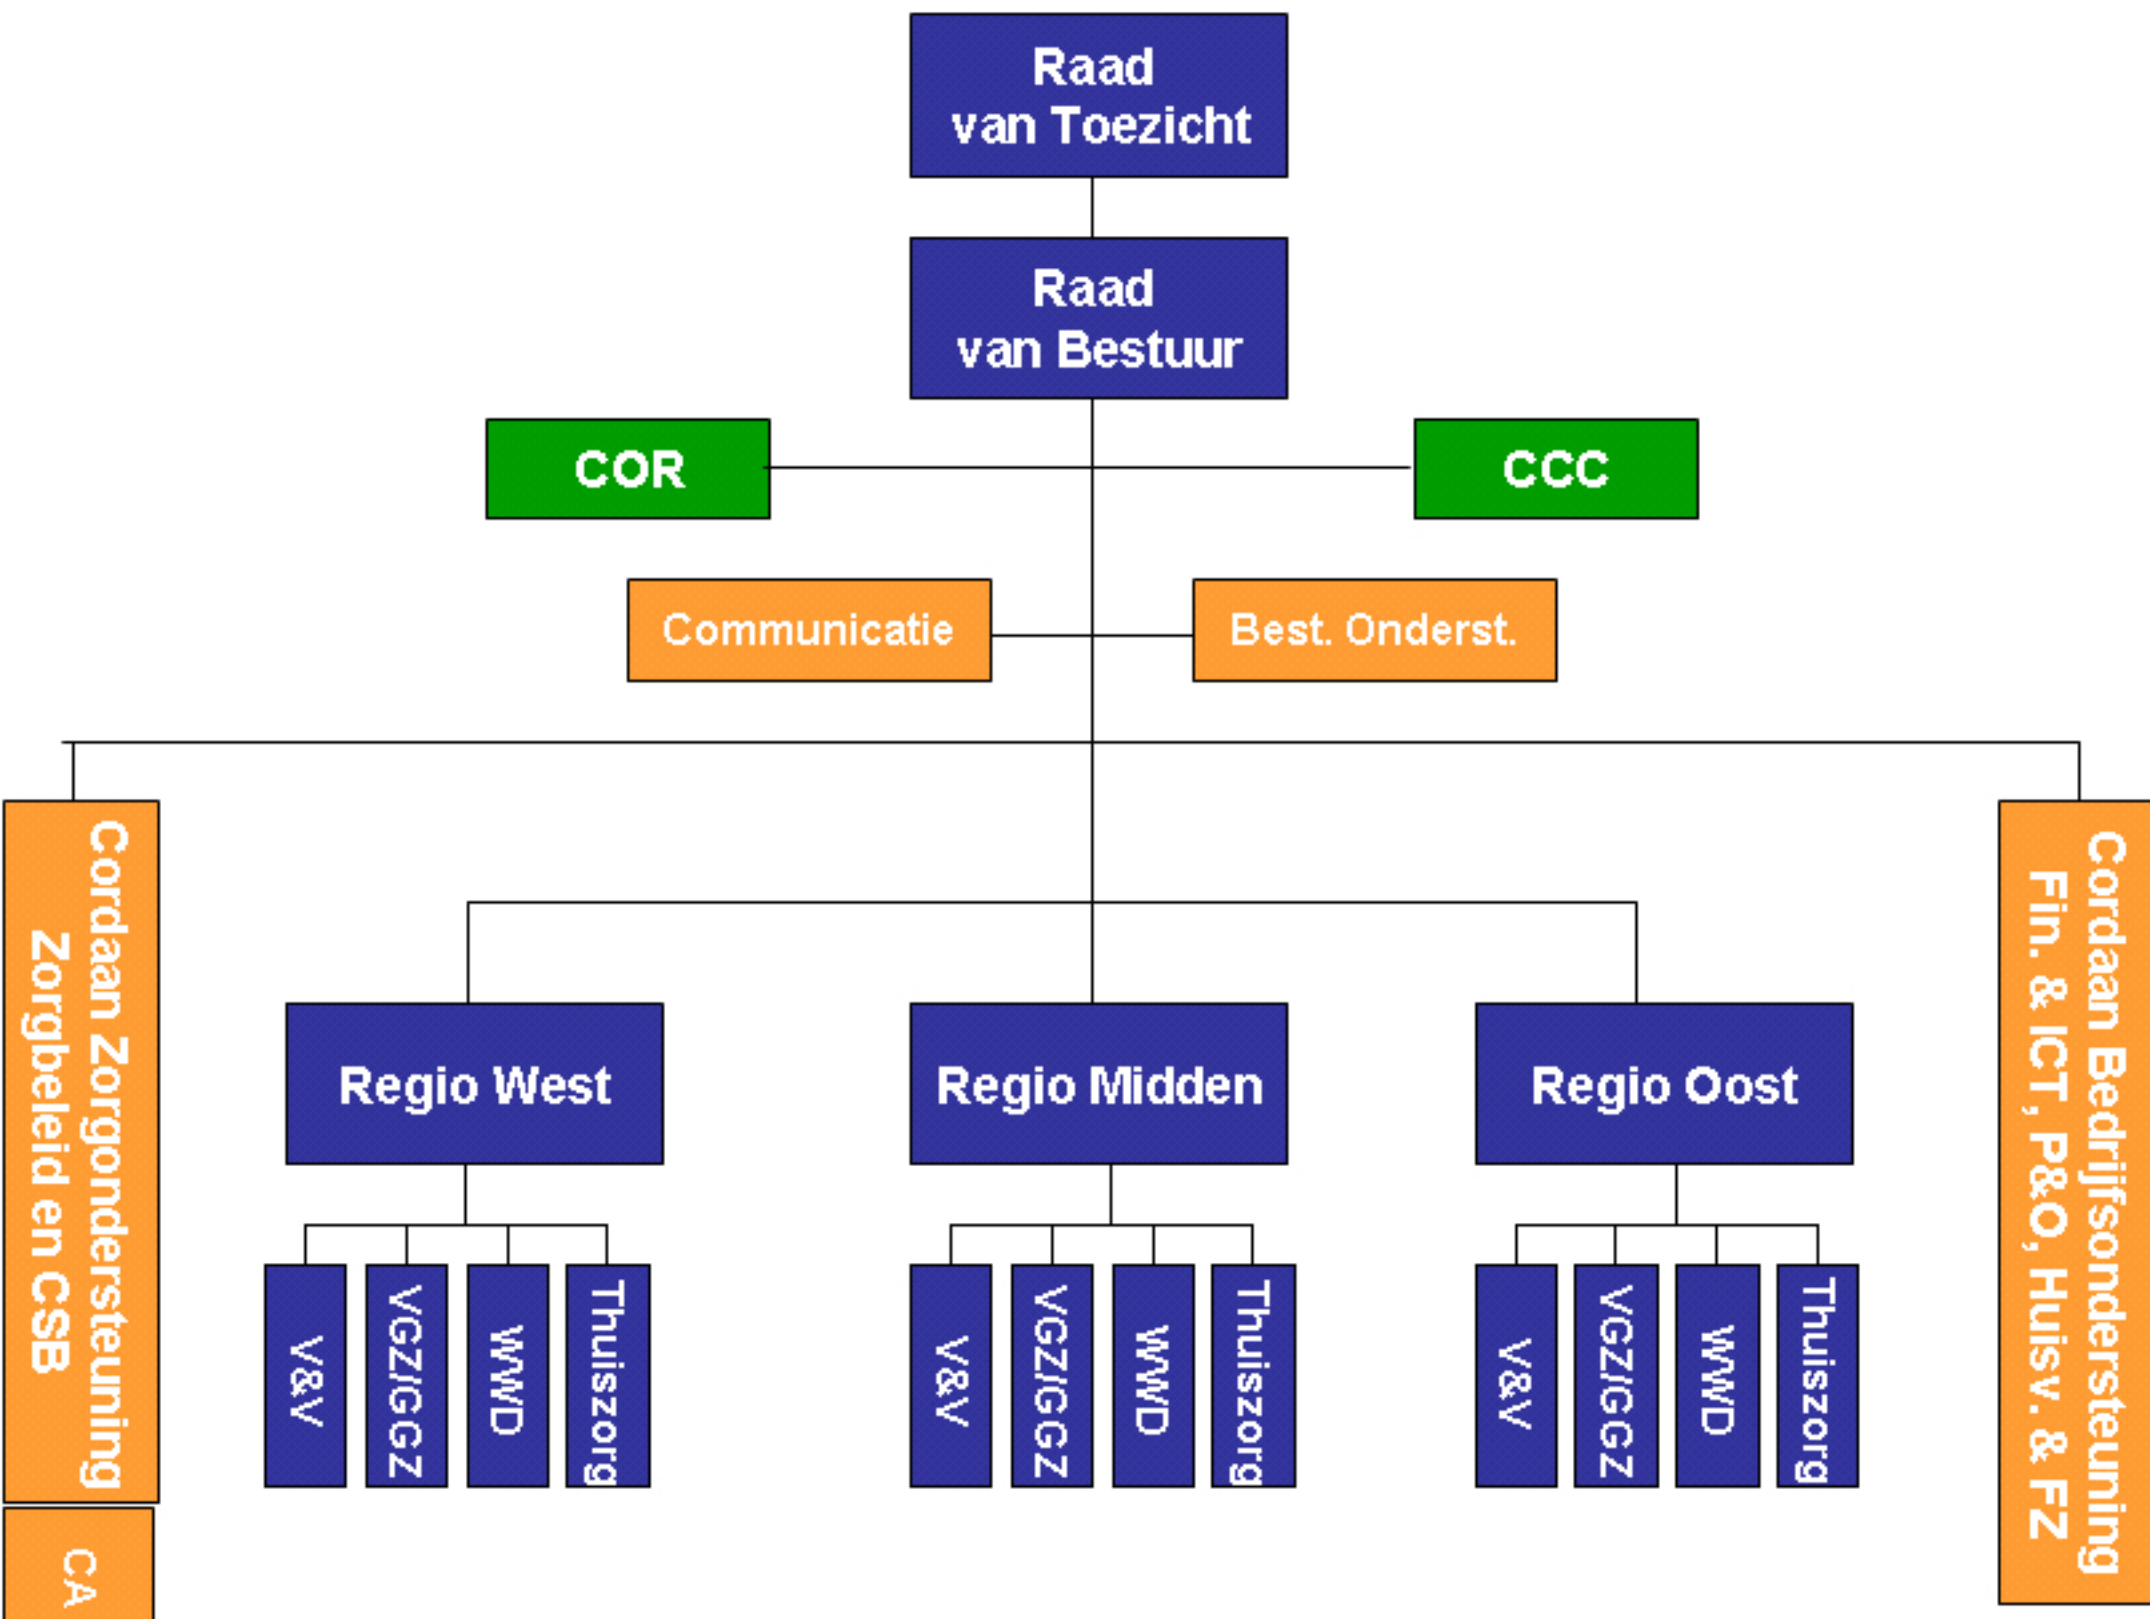 Raad
van Toezicht
Raad
van Bestuur
COR
CCC
Communicatie
Best. Onderst.
Cordaan Zorgondersteuning
Zorgbeleid en CSB
CA
Regio West
V&V
VGZ/GGZ
WWD
Thuiszorg
Regio Midden
V&V
VGZ/GGZ
WWD
Thuiszorg
Regio Oost
V&V
VGZ/GGZ
WWD
Thuiszorg
Cordaan Bedrijfsondersteuning
Fin. & ICT, P&O, Huisv. & FZ